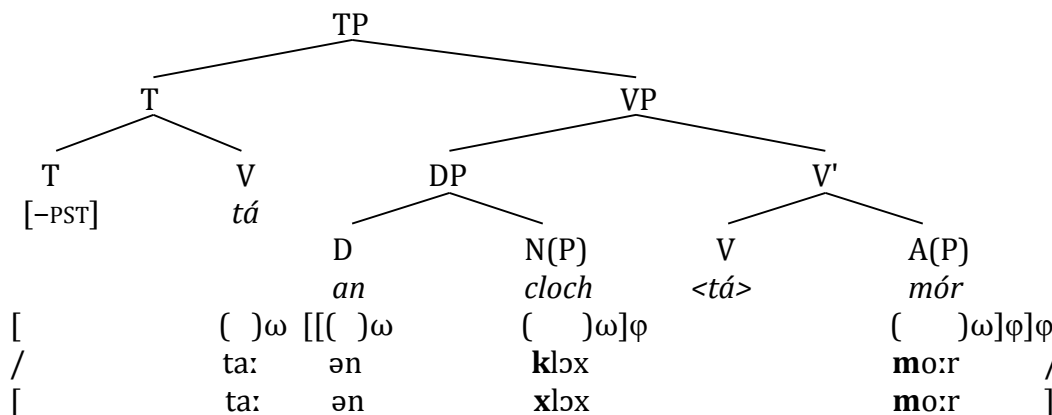 TP
T VP
T V DP V'
[−PST] tá
D N(P) V A(P)
an cloch <tá> mór
[ ( )ω [[( )ω ( )ω]φ ( )ω]φ]φ
/ taː ən klɔx moːr /
[ taː ən xlɔx moːr ]